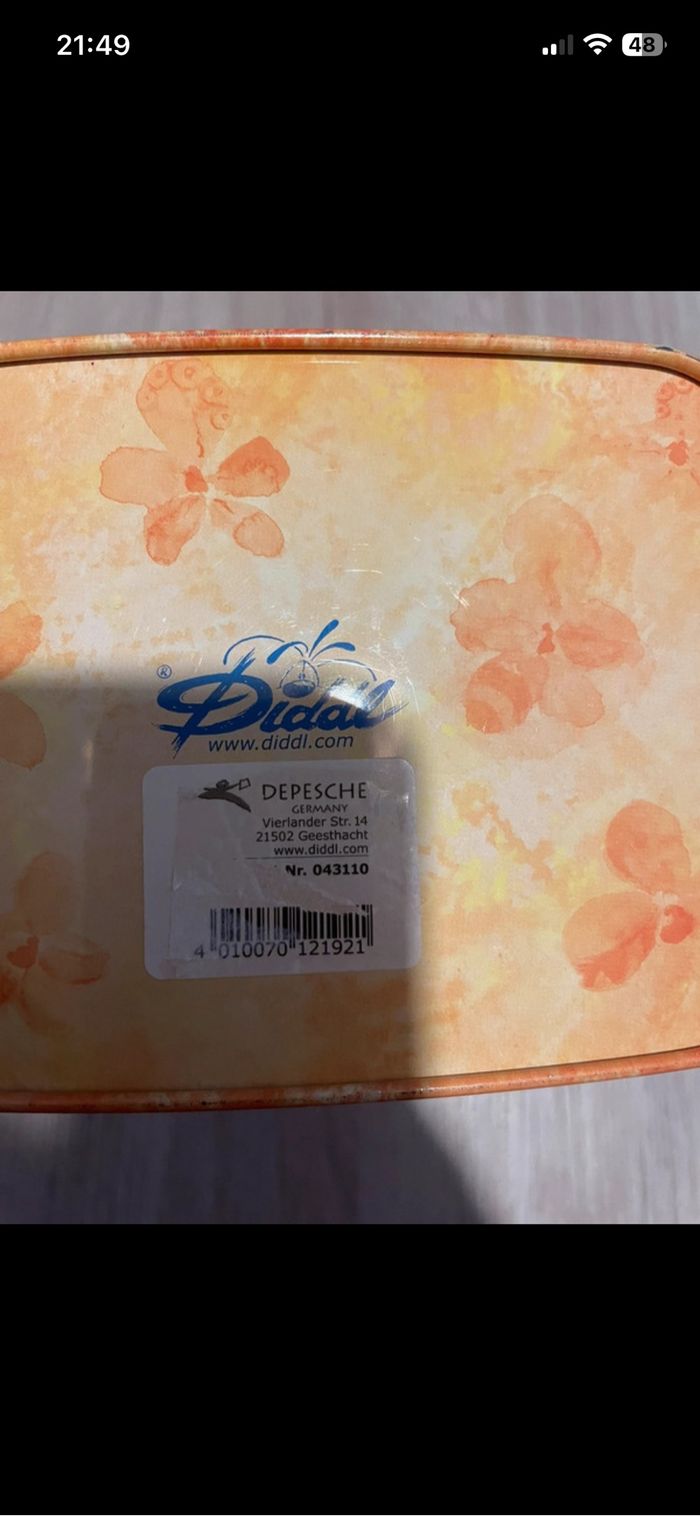 21:49
48
®
Diddl
www.diddl.com
DEPESCHE
GERMANY
Vierlander Str. 14
21502 Geesthacht
www.diddl.com
Nr. 043110
4 010070 121921